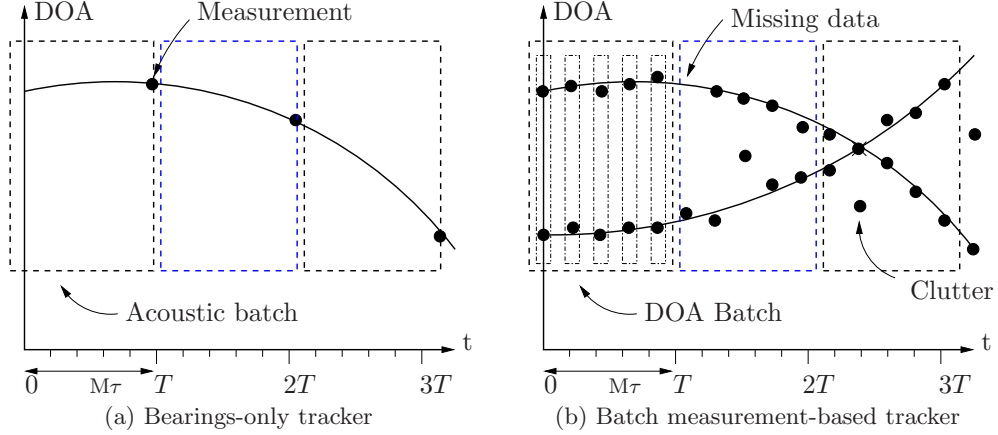 DOA
Measurement
Acoustic batch
t
0
Mτ
T
2T
3T
(a) Bearings-only tracker
DOA
Missing data
Clutter
DOA Batch
t
0
Mτ
T
2T
3T
(b) Batch measurement-based tracker